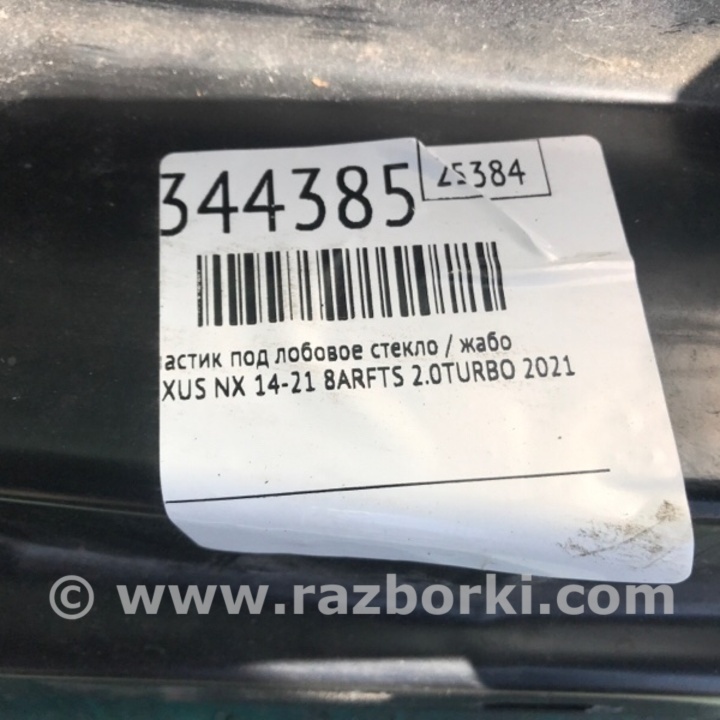 344385
25384
астик под лобовое стекло / жабо
XUS NX 14-21 8ARFTS 2.0TURBO 2021
© www.razborki.com